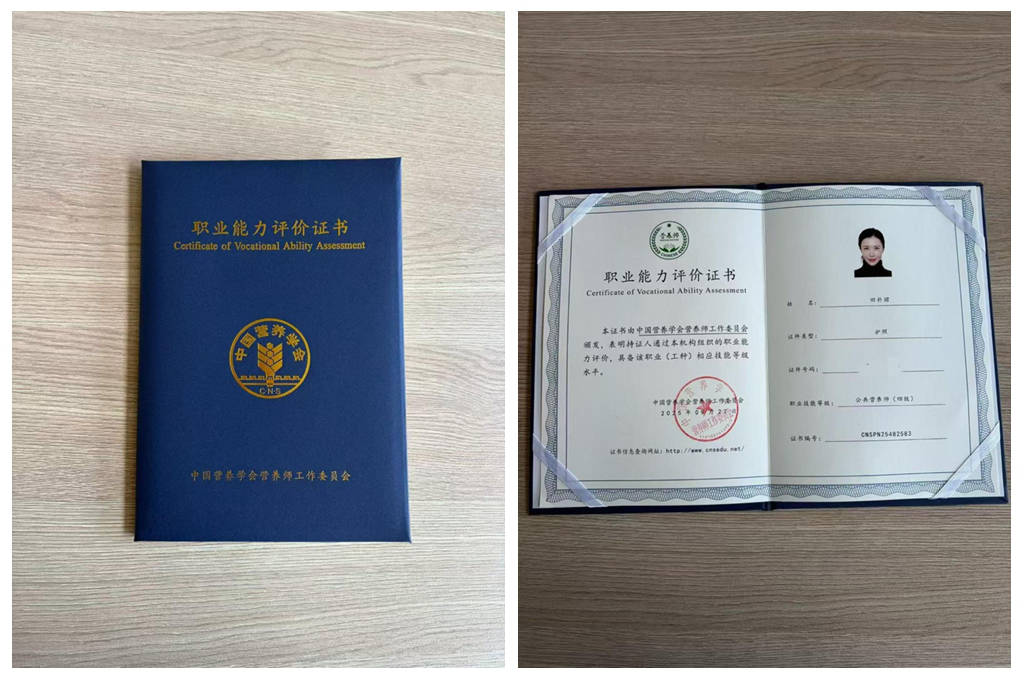 职业能力评价证书
Certificate of Vocational Ability Assessment
中国营养学会
CNS
中国营养学会营养师工作委员会
营养师
职业能力评价证书
Certificate of Vocational Ability Assessment
本证书由中国营养学会营养师工作委员会
颁发，表明持证人通过本机构组织的职业能
力评价，具备该职业（工种）相应技能等级
水平。
中国营养学会营养师工作委员会
证书信息查询网址：http://www.cnsedu.net/
姓 名：
证件类型： 护照
证件号码：
职业技能等级： 公共营养师（四级）
证书编号： CNSPN25482583